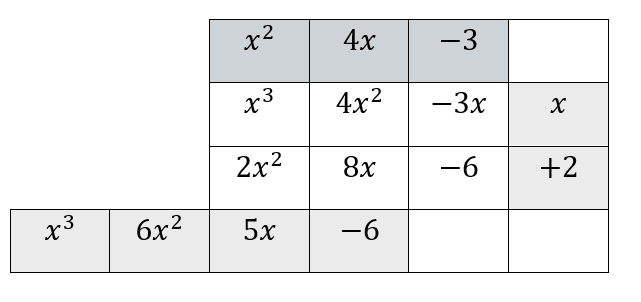 x² 4x −3
x³ 4x² −3x x
2x² 8x −6 +2
x³ 6x² 5x −6